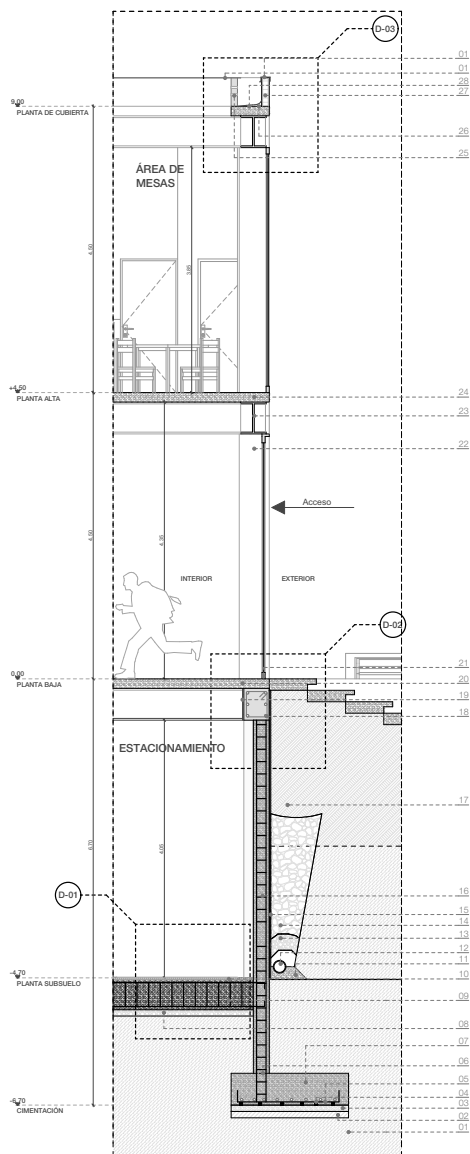 D-03
01
01
28
27
9.00
PLANTA DE CUBIERTA
26
25
ÁREA DE
MESAS
4.50
3.85
+4.50
PLANTA ALTA
24
23
22
Acceso
4.50
4.35
INTERIOR
EXTERIOR
D-02
21
0.00
PLANTA BAJA
20
19
18
ESTACIONAMIENTO
17
6.70
4.05
16
D-01
15
14
13
12
11
-4.70
PLANTA SUBSUELO
10
09
08
07
06
05
04
-6.70
CIMENTACIÓN
03
02
01